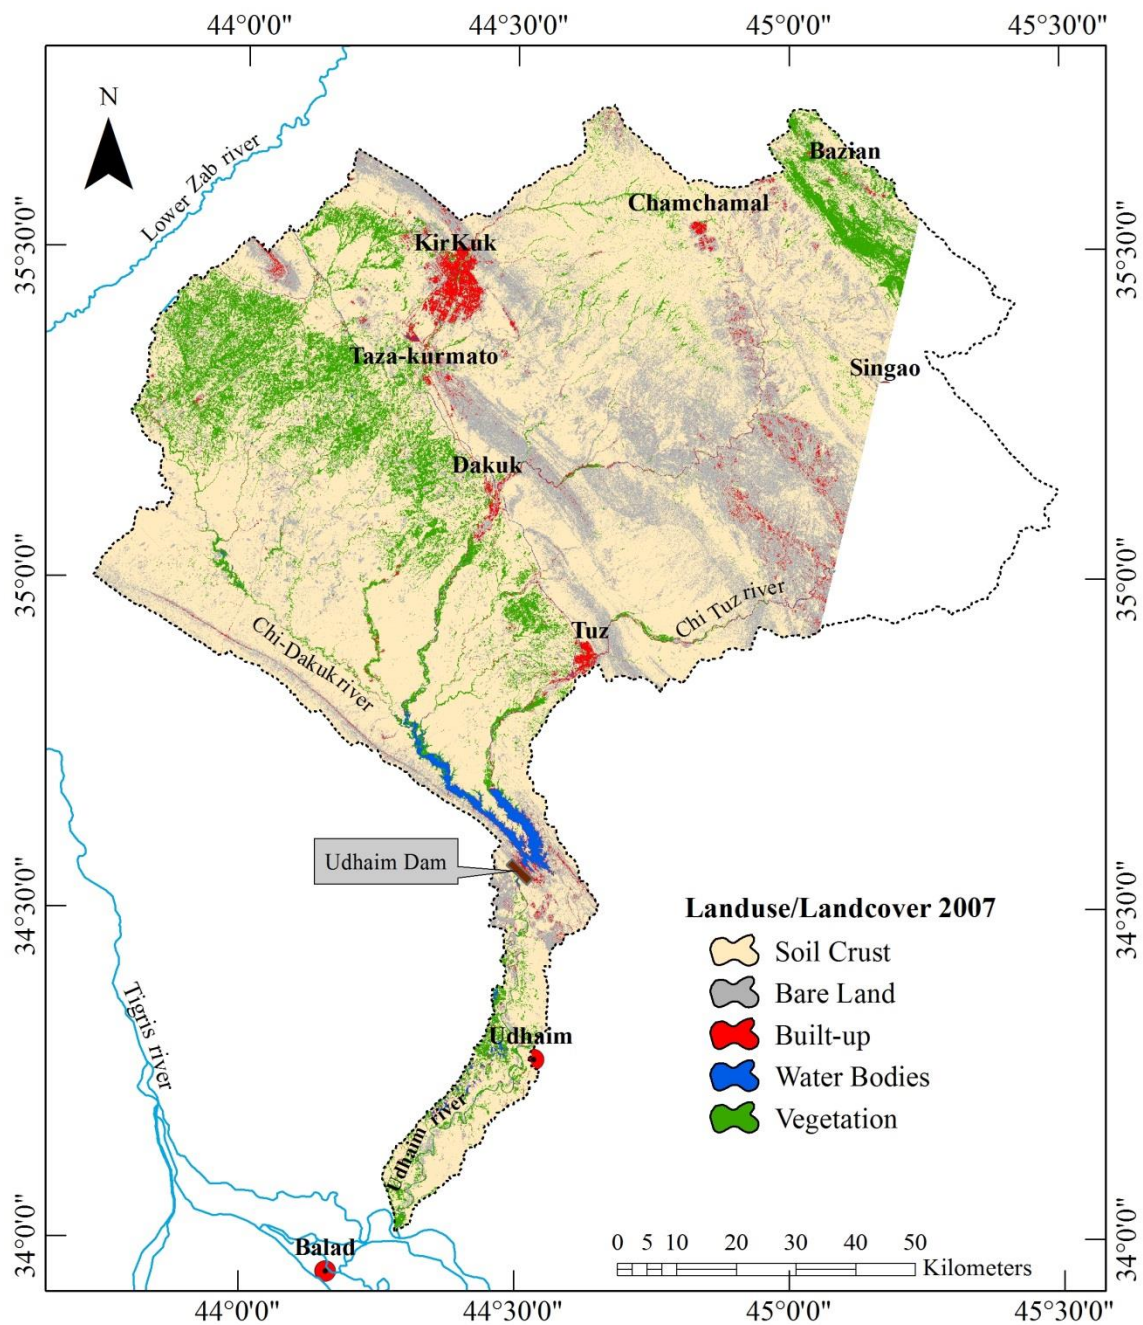 44°0'0" 44°30'0" 45°0'0" 45°30'0"
N
Lower Zab river
Bazian
Chamchamal
KirKuk
35°30'0" 35°30'0"
Taza-kurmato
Singao
Dakuk
35°0'0" 35°0'0"
Chi Tuz river
Tuz
Chi-Dakuk river
Udhaim Dam
34°30'0" 34°30'0"
Landuse/Landcover 2007
Soil Crust
Bare Land
Built-up
Water Bodies
Vegetation
Tigris river
Udhaim
Udhaim river
34°0'0" 34°0'0"
Balad
0 5 10 20 30 40 50
Kilometers
44°0'0" 44°30'0" 45°0'0" 45°30'0"